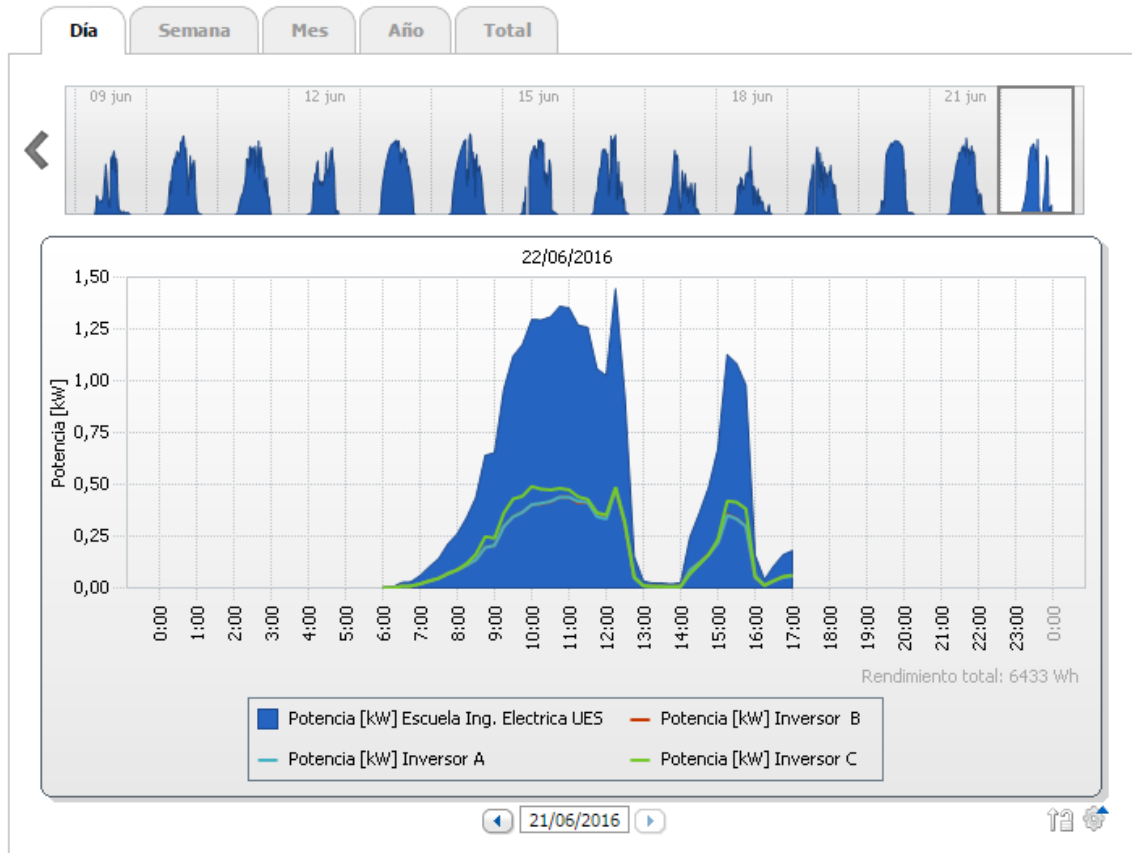 Día Semana Mes Año Total
09 jun 12 jun 15 jun 18 jun 21 jun
22/06/2016
1,50
1,25
1,00
0,75
0,50
0,25
0,00
Potencia [kW]
0:00 1:00 2:00 3:00 4:00 5:00 6:00 7:00 8:00 9:00 10:00 11:00 12:00 13:00 14:00 15:00 16:00 17:00 18:00 19:00 20:00 21:00 22:00 23:00 0:00
Rendimiento total: 6433 Wh
Potencia [kW] Escuela Ing. Electrica UES Potencia [kW] Inversor B
Potencia [kW] Inversor A Potencia [kW] Inversor C
21/06/2016